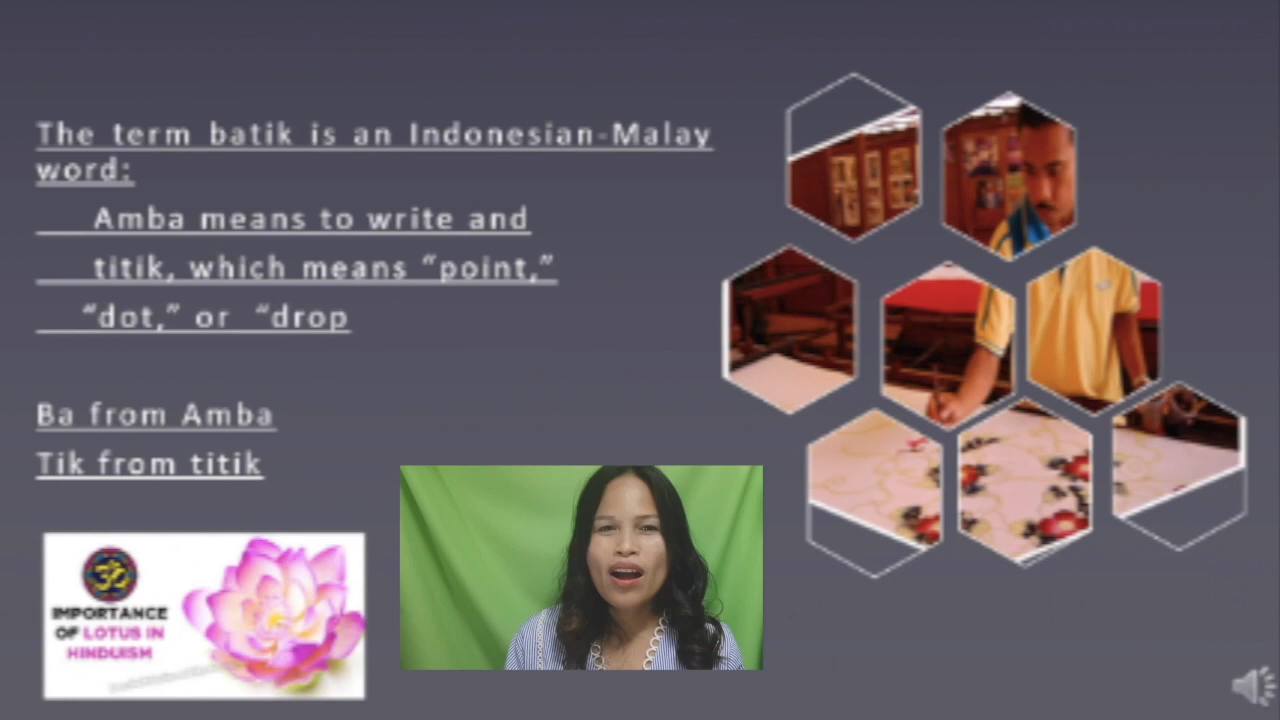 The term batik is an Indonesian-Malay
word:
Amba means to write and
titik, which means “point,”
“dot,” or “drop
Ba from Amba
Tik from titik
IMPORTANCE
OF LOTUS IN
HINDUISM